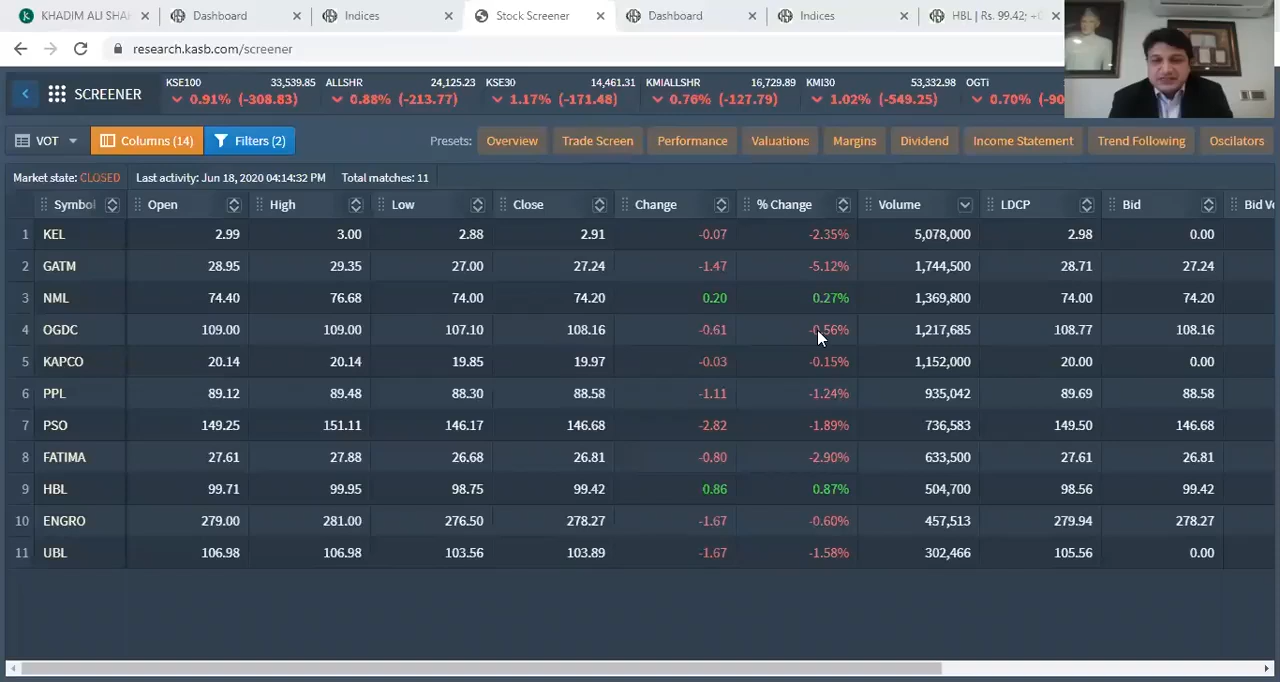 KHADIM ALI SHA
Dashboard
Indices
Stock Screener
Dashboard
Indices
HBL | Rs. 99.42; +0
research.kasb.com/screener
SCREENER
KSE100 33,539.85
0.91% (-308.83)
ALLSHR 24,125.23
0.88% (-213.77)
KSE30 14,461.31
1.17% (-171.48)
KMIALLSHR 16,729.89
0.76% (-127.79)
KMI30 53,332.98
1.02% (-549.25)
OGTi
0.70% (-90
VOT Columns (14) Filters (2) Presets: Overview Trade Screen Performance Valuations Margins Dividend Income Statement Trend Following Oscilators
Market state: CLOSED Last activity: Jun 18, 2020 04:14:32 PM Total matches: 11
Symbol Open High Low Close Change % Change Volume LDCP Bid Bid Vo
1 KEL 2.99 3.00 2.88 2.91 -0.07 -2.35% 5,078,000 2.98 0.00
2 GATM 28.95 29.35 27.00 27.24 -1.47 -5.12% 1,744,500 28.71 27.24
3 NML 74.40 76.68 74.00 74.20 0.20 0.27% 1,369,800 74.00 74.20
4 OGDC 109.00 109.00 107.10 108.16 -0.61 -0.56% 1,217,685 108.77 108.16
5 KAPCO 20.14 20.14 19.85 19.97 -0.03 -0.15% 1,152,000 20.00 0.00
6 PPL 89.12 89.48 88.30 88.58 -1.11 -1.24% 935,042 89.69 88.58
7 PSO 149.25 151.11 146.17 146.68 -2.82 -1.89% 736,583 149.50 146.68
8 FATIMA 27.61 27.88 26.68 26.81 -0.80 -2.90% 633,500 27.61 26.81
9 HBL 99.71 99.95 98.75 99.42 0.86 0.87% 504,700 98.56 99.42
10 ENGRO 279.00 281.00 276.50 278.27 -1.67 -0.60% 457,513 279.94 278.27
11 UBL 106.98 106.98 103.56 103.89 -1.67 -1.58% 302,466 105.56 0.00